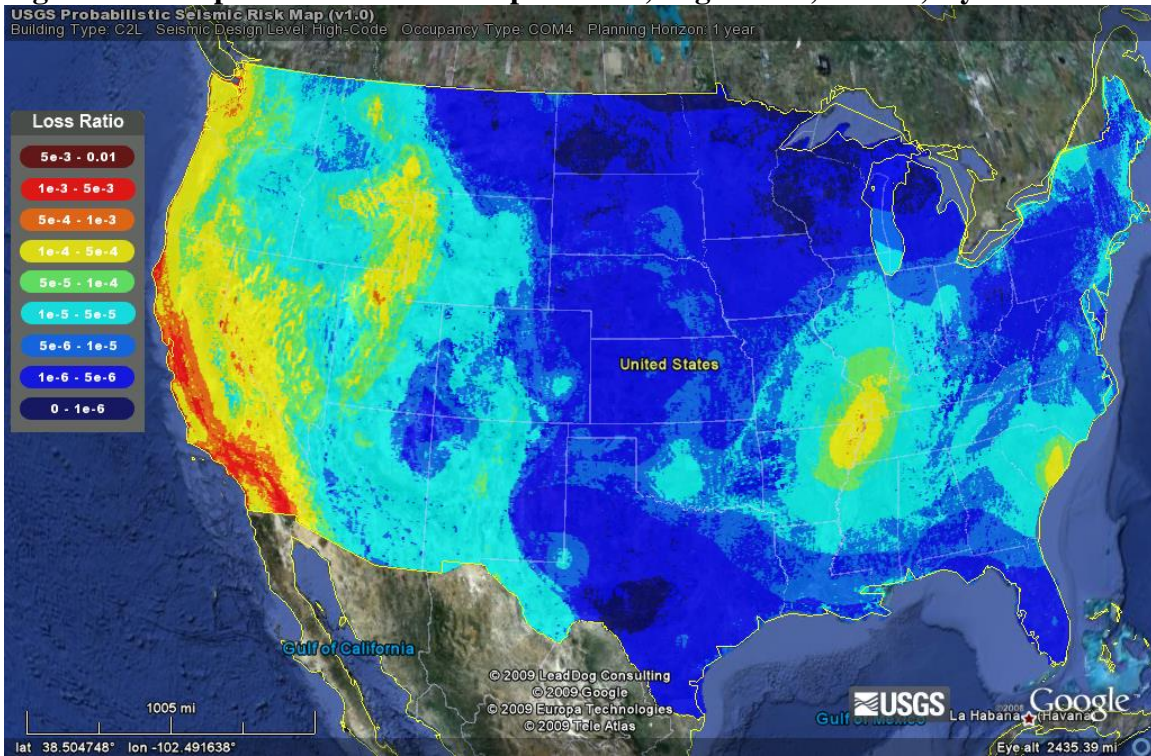 USGS Probabilistic Seismic Risk Map (v1.0)
Building Type: C2L Seismic Design Level: High-Code Occupancy Type: COM4 Planning Horizon: 1 year
Loss Ratio
5e-3 - 0.01
1e-3 - 5e-3
5e-4 - 1e-3
1e-4 - 5e-4
5e-5 - 1e-4
1e-5 - 5e-5
5e-6 - 1e-5
1e-6 - 5e-6
0 - 1e-6
United States
Gulf of California
© 2009 LeadDog Consulting
© 2009 Google
© 2009 Europa Technologies
© 2009 Tele Atlas
USGS
©2008 Google
Gulf of Mexico La Habana (Havana)
1005 mi
lat 38.504748° lon -102.491638°
Eye alt 2435.39 mi